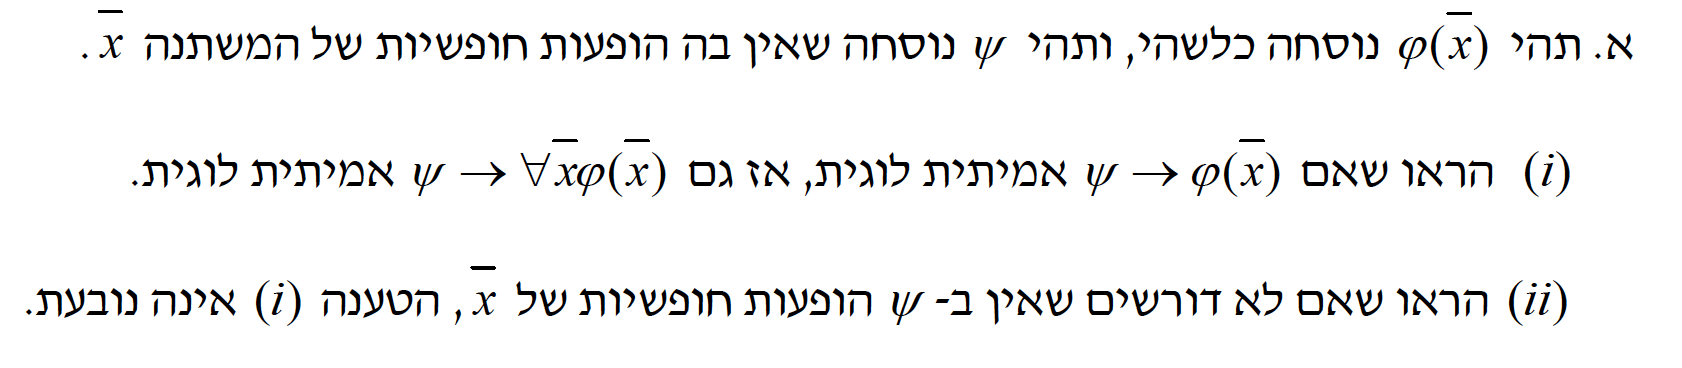 א. תהי φ(x̅) נוסחה כלשהי, ותהי ψ נוסחה שאין בה הופעות חופשיות של המשתנה x̅ .
(i) הראו שאם ψ → φ(x̅) אמיתית לוגית, אז גם ψ → ∀x̅φ(x̅) אמיתית לוגית.
(ii) הראו שאם לא דורשים שאין ב- ψ הופעות חופשיות של x̅ , הטענה (i) אינה נובעת.